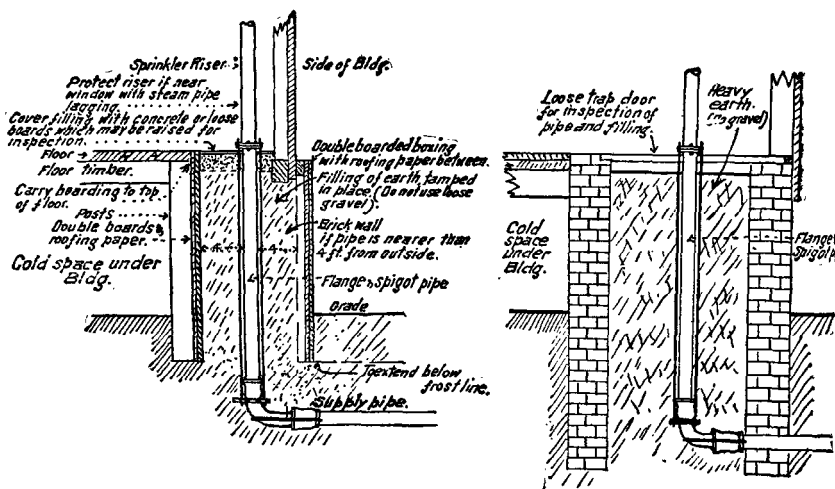 Sprinkler Riser
Protect riser if near
window with steam pipe
lagging.
Cover filling with concrete or loose
boards which may be raised for
inspection.
Floor
Floor timber.
Carry boarding to top
of floor.
Posts
Double boards
roofing paper.
Cold space under
Bldg.
Side of Bldg.
Double boarded boxing
with roofing paper between.
Filling of earth tamped
in place (Do not use loose
gravel).
Brick wall
if pipe is nearer than
4 ft from outside.
Flange & spigot pipe
Grade
To extend below
frost line.
Supply pipe.
Loose trap door
for inspection of
pipe and filling.
Heavy
earth
(no gravel)
Cold
space
under
Bldg.
Flange
Spigot p